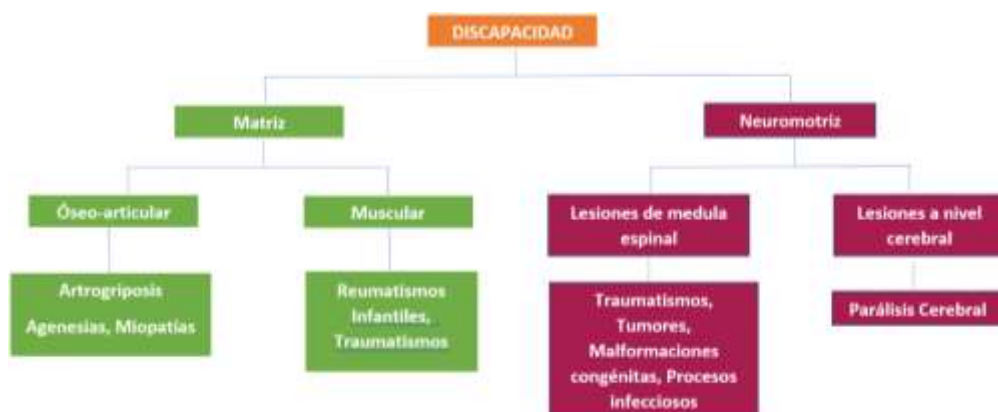 DISCAPACIDAD
Matriz
Neuromotriz
Óseo-articular
Muscular
Lesiones de medula
espinal
Lesiones a nivel
cerebral
Artrogriposis
Agenesias, Miopatías
Reumatismos
Infantiles,
Traumatismos
Traumatismos,
Tumores,
Malformaciones
congénitas, Procesos
infecciosos
Parálisis Cerebral